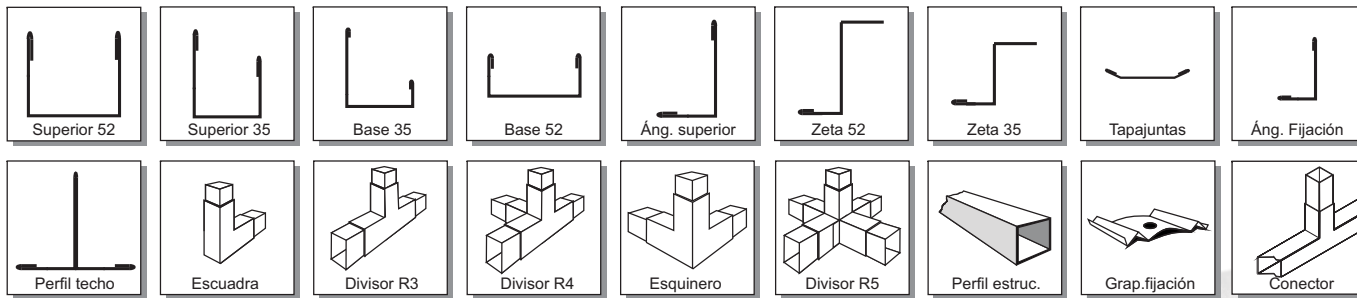 Superior 52
Superior 35
Base 35
Base 52
Áng. superior
Zeta 52
Zeta 35
Tapajuntas
Áng. Fijación
Perfil techo
Escuadra
Divisor R3
Divisor R4
Esquinero
Divisor R5
Perfil estruc.
Grap.fijación
Conector